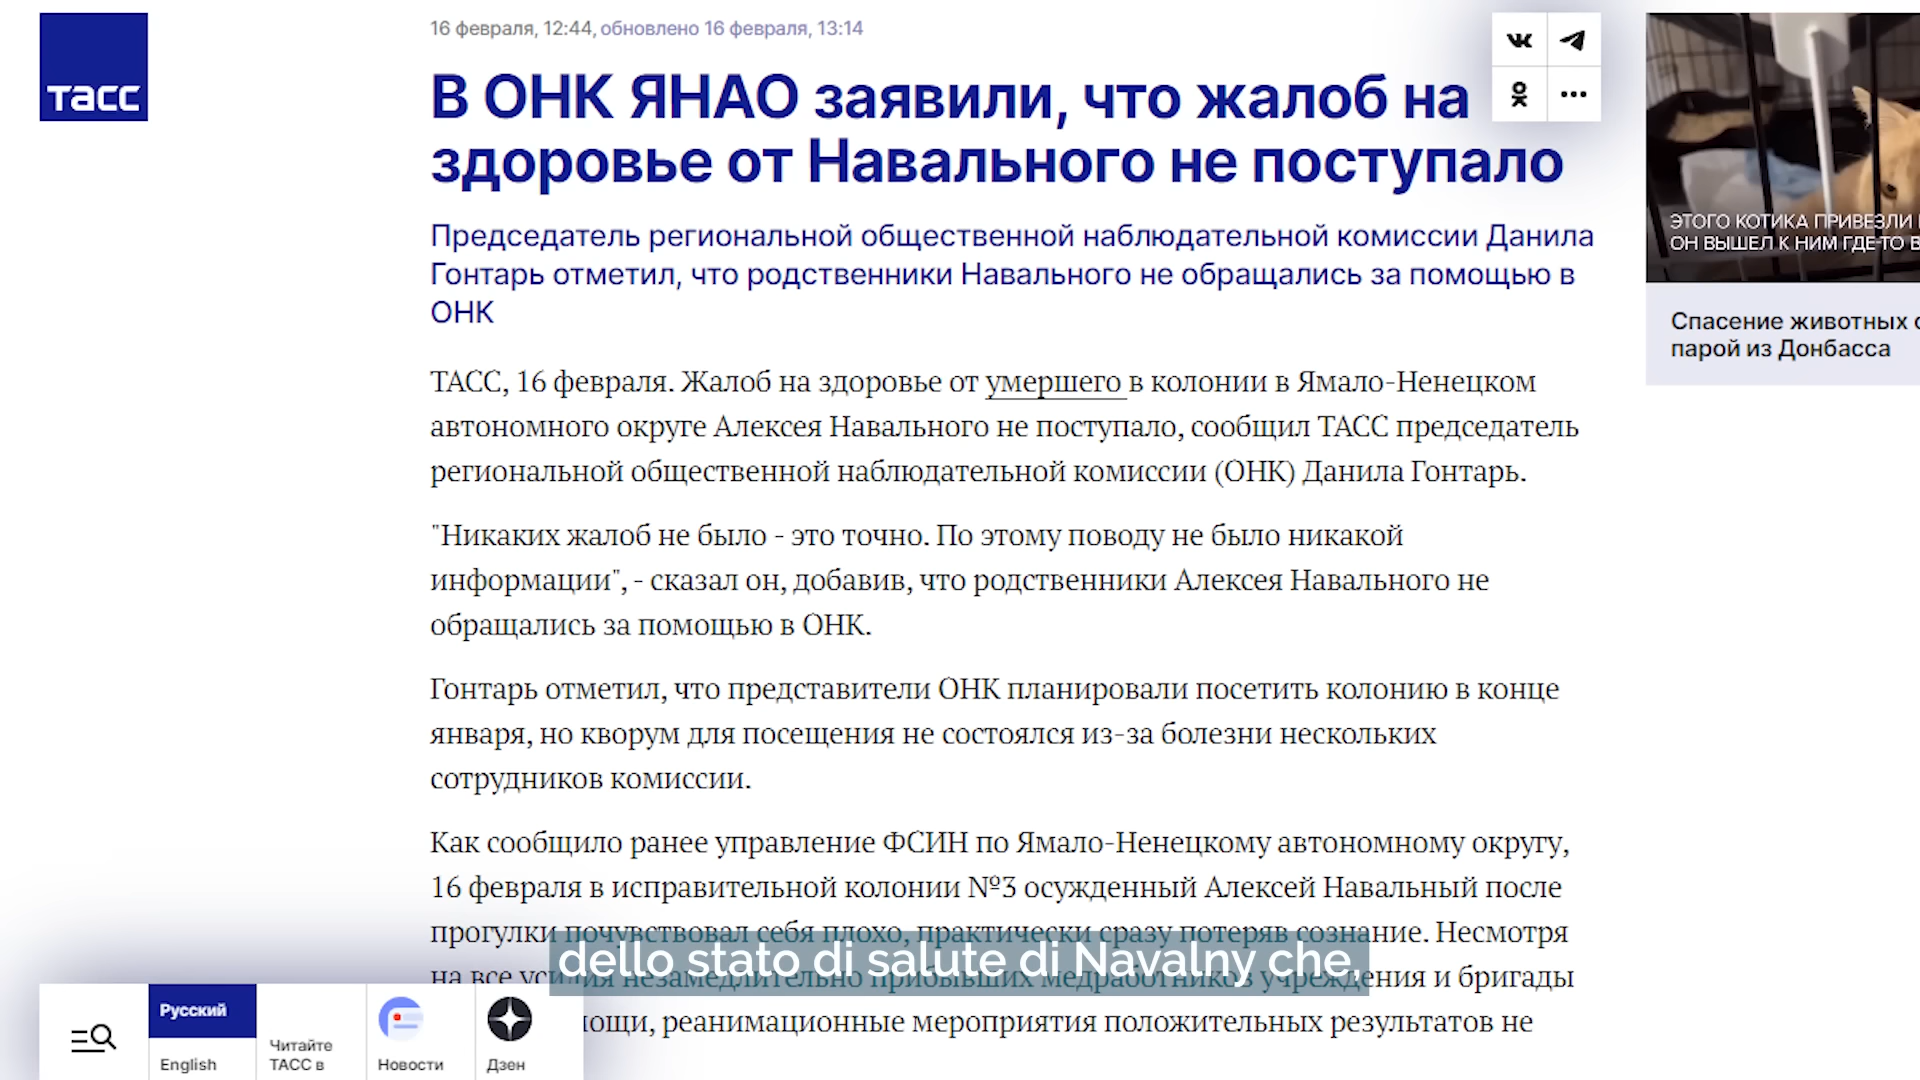 тасс
16 февраля, 12:44, обновлено 16 февраля, 13:14
В ОНК ЯНАО заявили, что жалоб на
здоровье от Навального не поступало
Председатель региональной общественной наблюдательной комиссии Данила
Гонтарь отметил, что родственники Навального не обращались за помощью в
ОНК
ТАСС, 16 февраля. Жалоб на здоровье от умершего в колонии в Ямало-Ненецком
автономного округе Алексея Навального не поступало, сообщил ТАСС председатель
региональной общественной наблюдательной комиссии (ОНК) Данила Гонтарь.
"Никаких жалоб не было - это точно. По этому поводу не было никакой
информации", - сказал он, добавив, что родственники Алексея Навального не
обращались за помощью в ОНК.
Гонтарь отметил, что представители ОНК планировали посетить колонию в конце
января, но кворум для посещения не состоялся из-за болезни нескольких
сотрудников комиссии.
Как сообщило ранее управление ФСИН по Ямало-Ненецкому автономному округу,
16 февраля в исправительной колонии №3 осужденный Алексей Навальный после
прогулки почувствовал себя плохо, практически сразу потеряв сознание. Несмотря
на все усилия незамедлительно прибывших медработников учреждения и бригады
реанимационные мероприятия положительных результатов не
dello stato di salute di Navalny che,
ЭТОГО КОТИКА ПРИВЕЗЛИ
ОН ВЫШЕЛ К НИМ ГДЕ-ТО В
Спасение животных
парой из Донбасса
Русский
English
Читайте
ТАСС в
Новости
Дзен